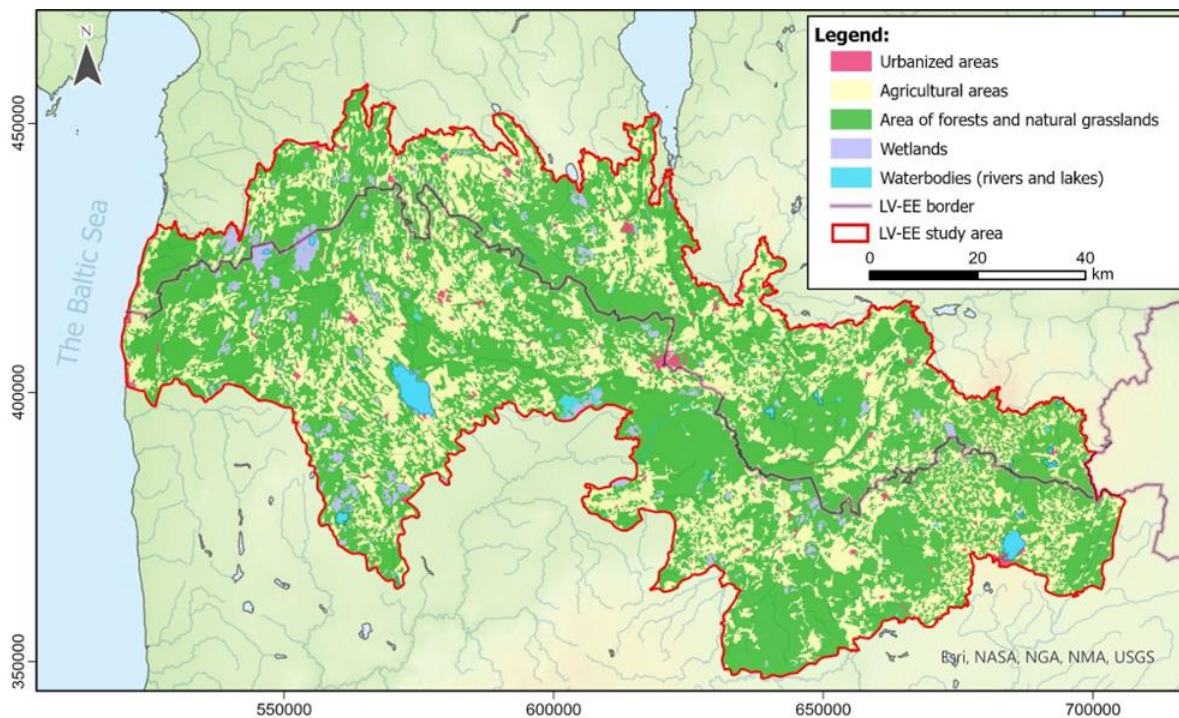 N
Legend:
Urbanized areas
Agricultural areas
Area of forests and natural grasslands
Wetlands
Waterbodies (rivers and lakes)
LV-EE border
LV-EE study area
0 20 40
km
The Baltic Sea
450000
400000
350000
Esri, NASA, NGA, NMA, USGS
550000 600000 650000 700000